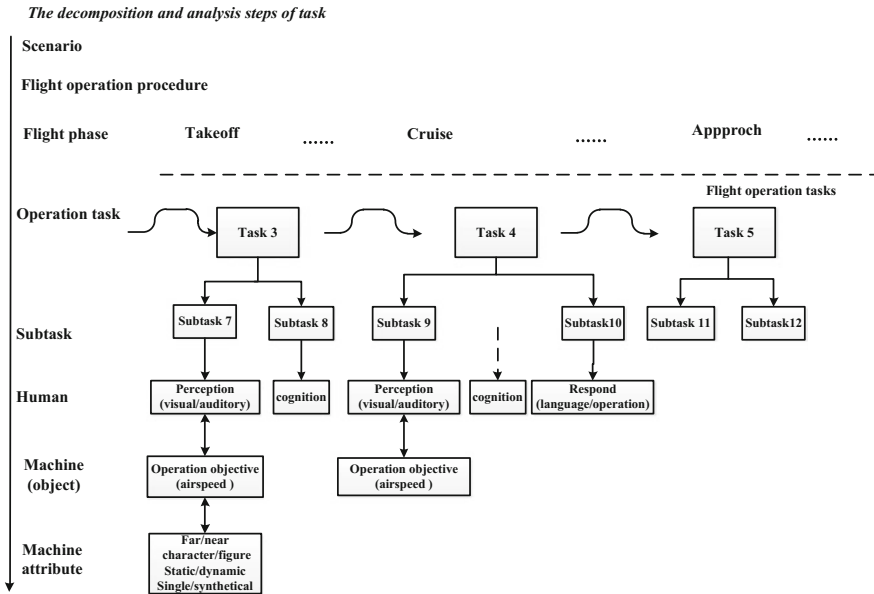 The decomposition and analysis steps of task
Scenario
Flight operation procedure
Flight phase
Takeoff
......
Cruise
......
Appproch
......
Flight operation tasks
Operation task
Task 3
Task 4
Task 5
Subtask
Subtask 7
Subtask 8
Subtask 9
Subtask10
Subtask 11
Subtask12
Human
Perception
(visual/auditory)
cognition
Perception
(visual/auditory)
cognition
Respond
(language/operation)
Machine
(object)
Operation objective
(airspeed )
Operation objective
(airspeed )
Machine
attribute
Far/near
character/figure
Static/dynamic
Single/synthetical